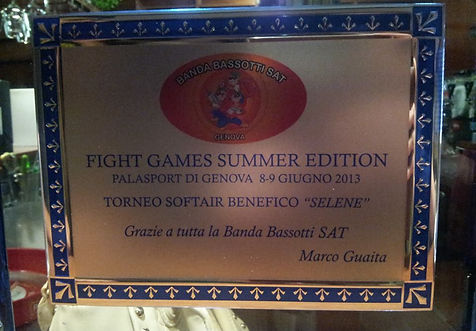 BANDA BASSOTTI SAT
GENOVA
FIGHT GAMES SUMMER EDITION
PALASPORT DI GENOVA 8-9 GIUGNO 2013
TORNEO SOFTAIR BENEFICO "SELENE"
Grazie a tutta la Banda Bassotti SAT
Marco Guaita